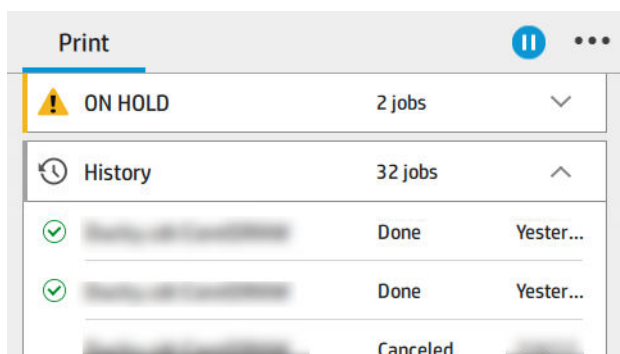 Print
ON HOLD 2 jobs
History 32 jobs
Done Yester...
Done Yester...
Canceled